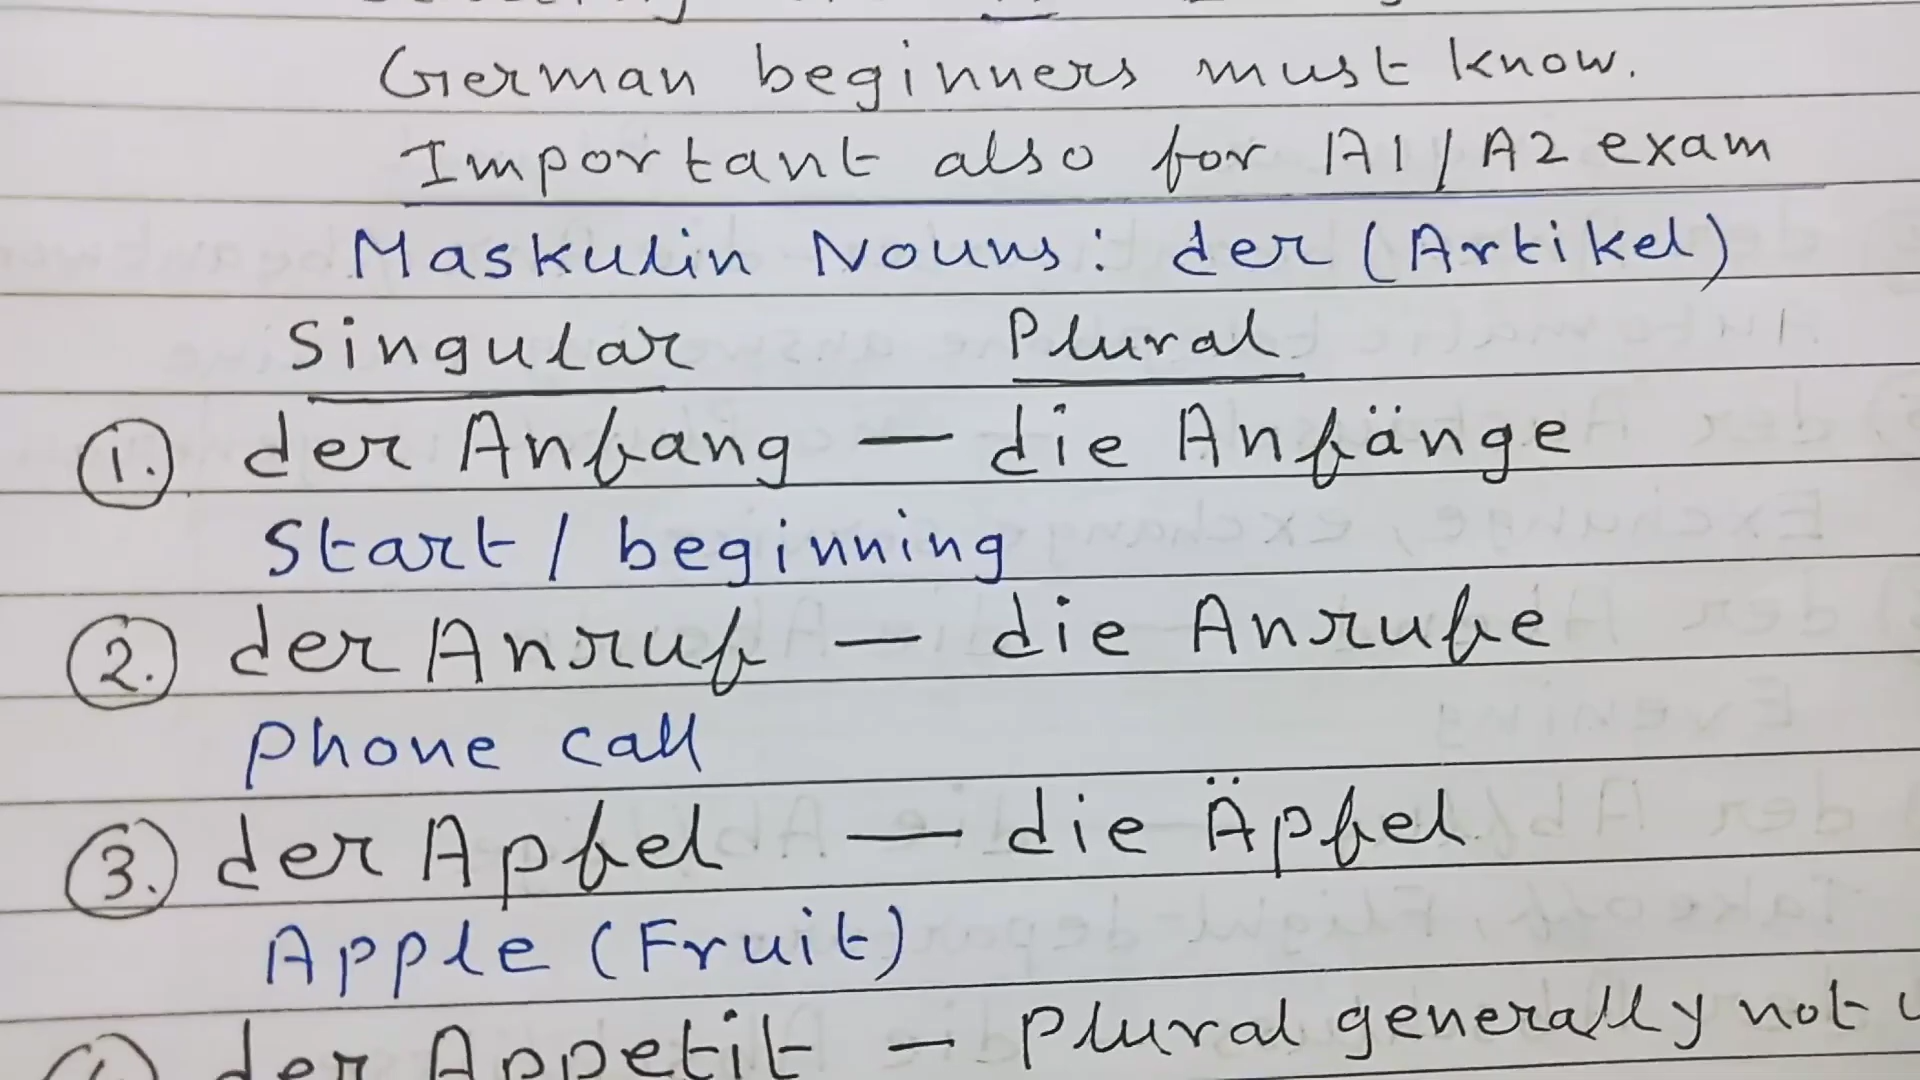 German beginners must know.
Important also for A1/A2 exam
Maskulin Nouns: der (Artikel)
Singular Plural
1. der Anfang — die Anfänge
Start / beginning
2. der Anruf — die Anrufe
Phone call
3. der Apfel — die Äpfel
Apple (Fruit)
der Appetit — Plural generally not